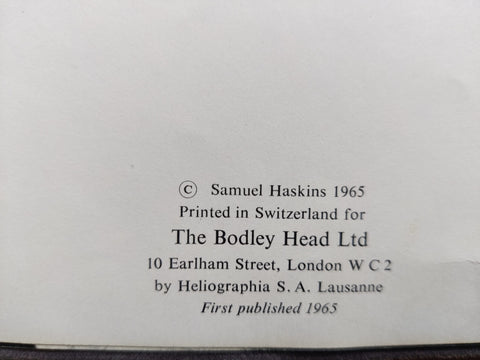 © Samuel Haskins 1965
Printed in Switzerland for
The Bodley Head Ltd
10 Earlham Street, London W C 2
by Heliographia S. A. Lausanne
First published 1965